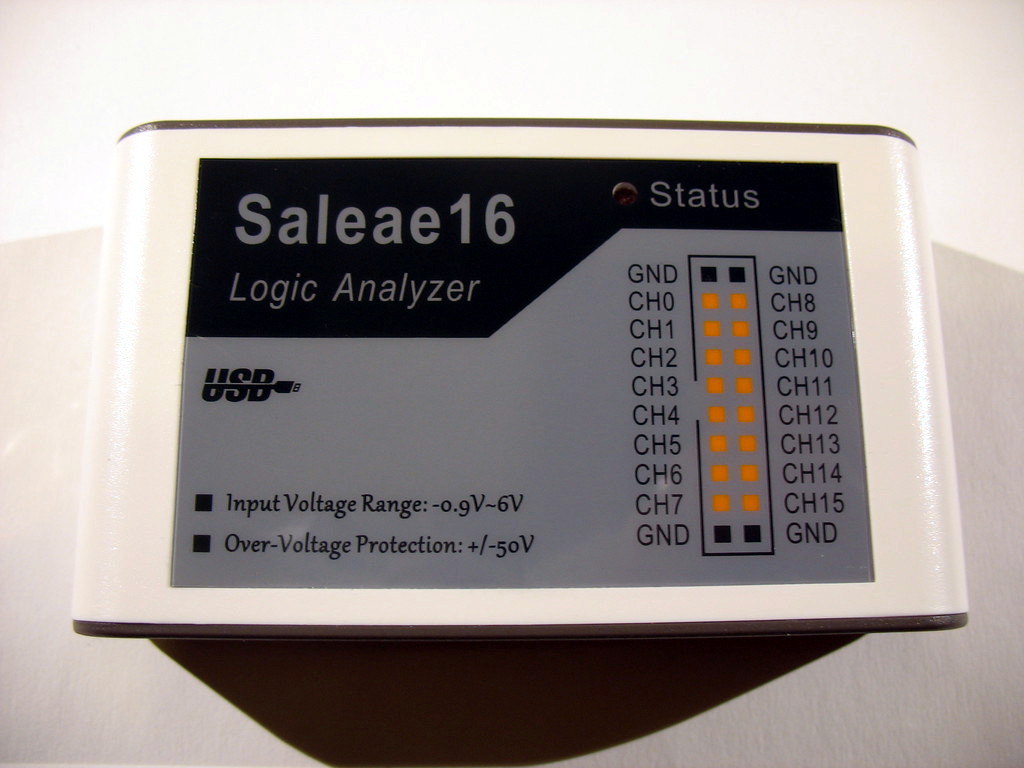 Saleae16
Status
Logic Analyzer
GND GND
CH0 CH8
CH1 CH9
CH2 CH10
CH3 CH11
CH4 CH12
CH5 CH13
CH6 CH14
CH7 CH15
GND GND
USB
Input Voltage Range: -0.9V~6V
Over-Voltage Protection: +/-50V